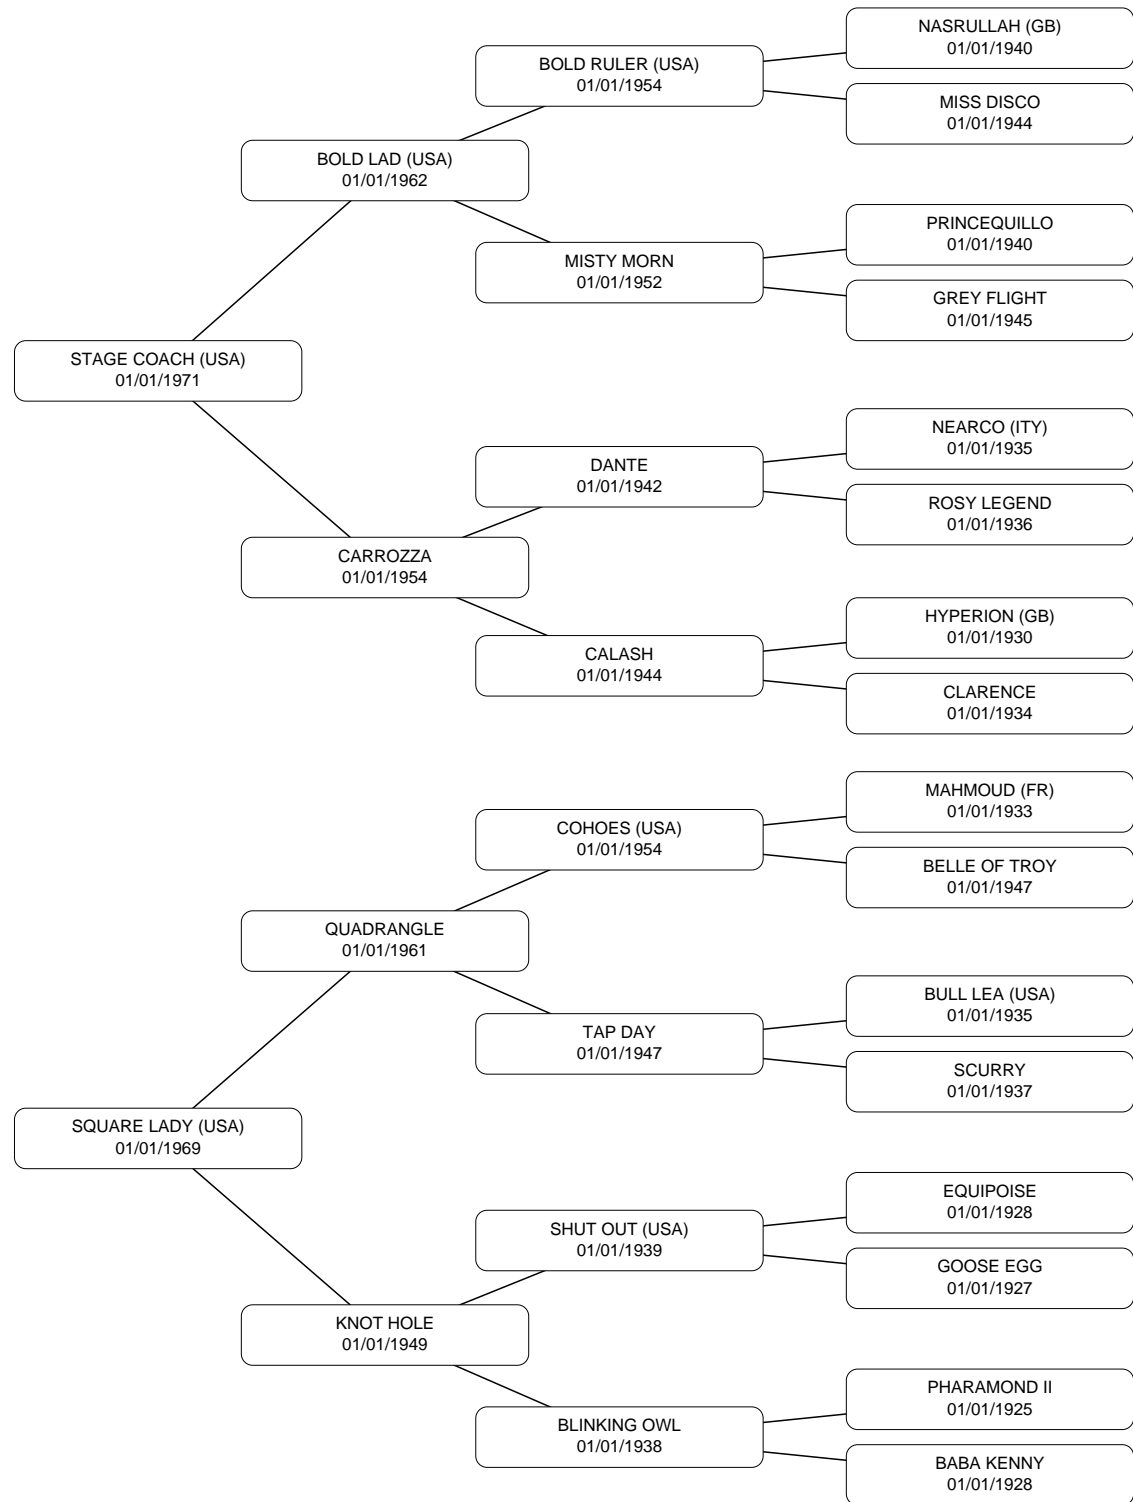 NASRULLAH (GB)
01/01/1940
BOLD RULER (USA)
01/01/1954
MISS DISCO
01/01/1944
BOLD LAD (USA)
01/01/1962
PRINCEQUILLO
01/01/1940
MISTY MORN
01/01/1952
GREY FLIGHT
01/01/1945
STAGE COACH (USA)
01/01/1971
NEARCO (ITY)
01/01/1935
DANTE
01/01/1942
ROSY LEGEND
01/01/1936
CARROZZA
01/01/1954
HYPERION (GB)
01/01/1930
CALASH
01/01/1944
CLARENCE
01/01/1934
MAHMOUD (FR)
01/01/1933
COHOES (USA)
01/01/1954
BELLE OF TROY
01/01/1947
QUADRANGLE
01/01/1961
BULL LEA (USA)
01/01/1935
TAP DAY
01/01/1947
SCURRY
01/01/1937
SQUARE LADY (USA)
01/01/1969
EQUIPOISE
01/01/1928
SHUT OUT (USA)
01/01/1939
GOOSE EGG
01/01/1927
KNOT HOLE
01/01/1949
PHARAMOND II
01/01/1925
BLINKING OWL
01/01/1938
BABA KENNY
01/01/1928